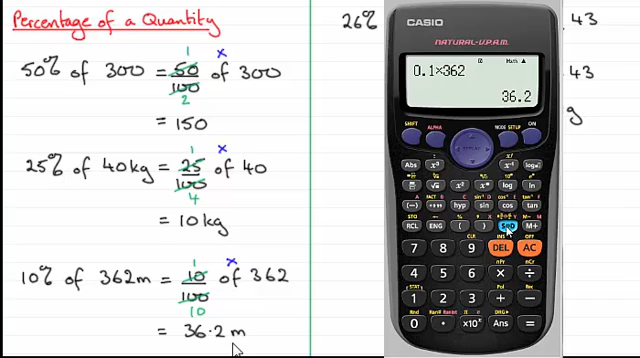 Percentage of a Quantity
50% of 300 = 50/100 of 300
1
x
2
= 150
25% of 40kg = 25/100 of 40
1
x
4
= 10kg
10% of 362m = 10/100 of 362
1
x
10
= 36.2m
26%
43
43
g
CASIO
NATURAL-V.P.A.M.
Math
0.1×362
36.2
SHIFT ALPHA MODE SETUP ON
Abs x³ x⁻¹
√ x² log ln
(−) hyp sin cos tan
RCL ENG ( ) S⇔D M+
7 8 9 DEL AC
4 5 6 × ÷
1 2 3 + −
0 . ×10ˣ Ans =